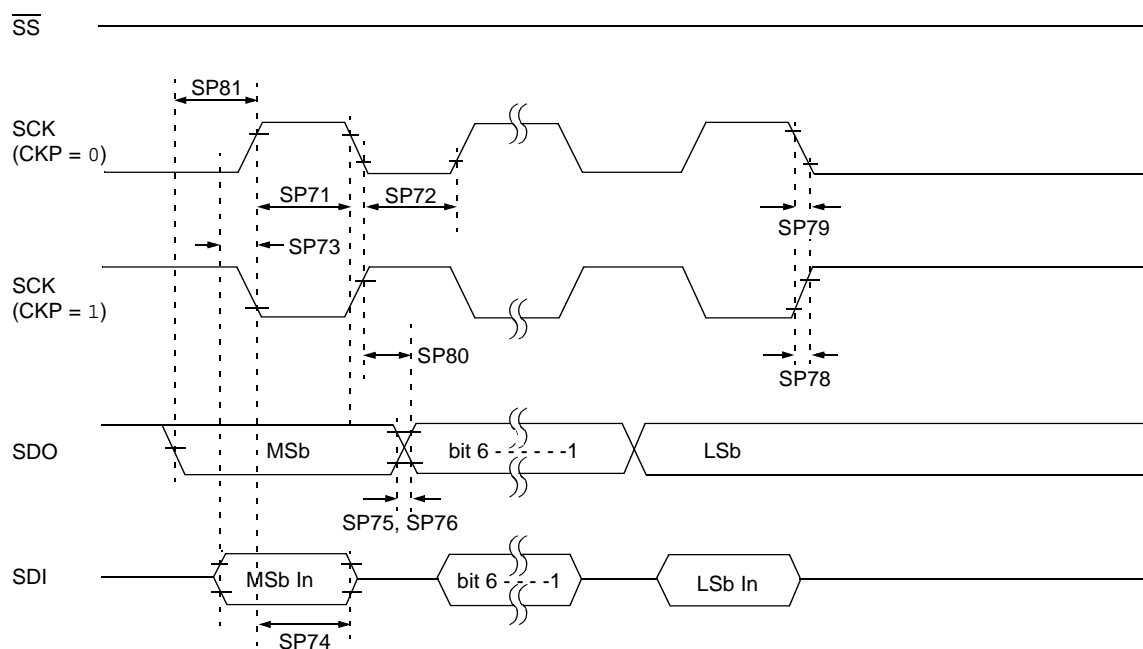 SS
SP81
SCK
(CKP = 0)
SP71
SP72
SP79
SP73
SCK
(CKP = 1)
SP80
SP78
SDO
MSb
bit 6 - - - - - -1
LSb
SP75, SP76
SDI
MSb In
bit 6 - - - - -1
LSb In
SP74